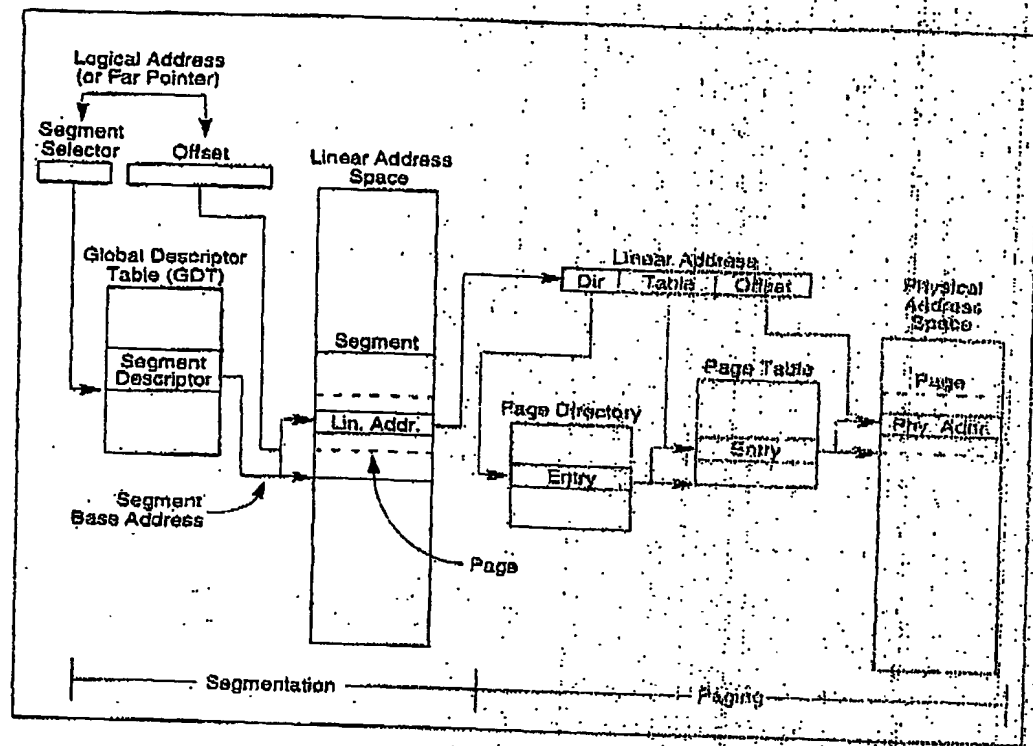 Logical Address
(or Far Pointer)
Segment
Selector
Offset
Linear Address
Space
Global Descriptor
Table (GDT)
Segment
Descriptor
Segment
Base Address
Segment
Lin. Addr.
Page
Linear Address
Dir
Table
Offset
Page Directory
Entry
Page Table
Entry
Physical
Address
Space
Page
Phy. Addr.
Segmentation
Paging